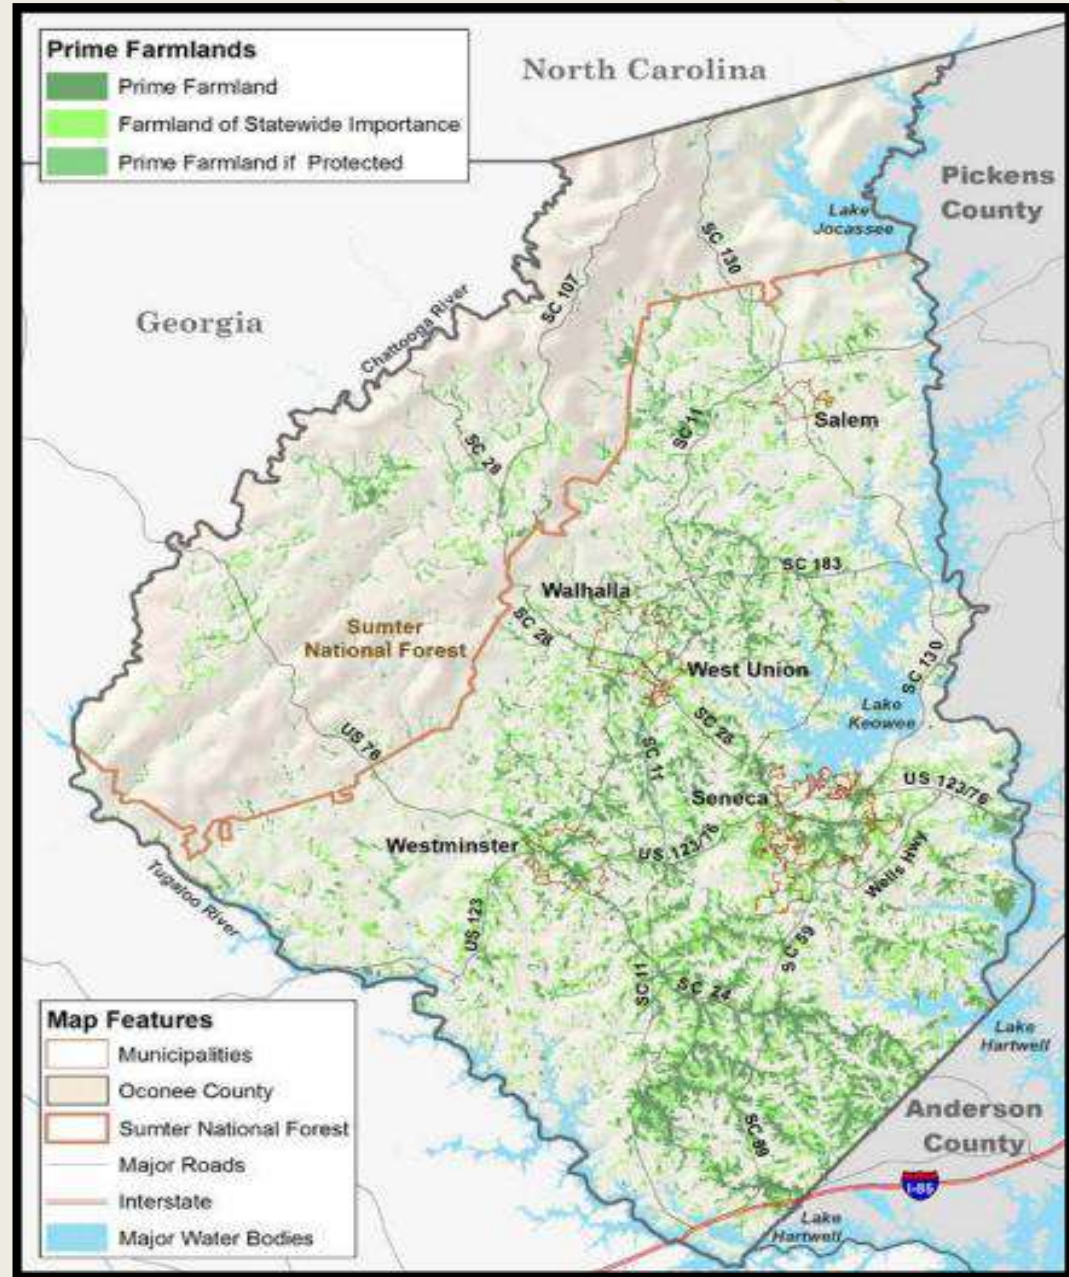 Prime Farmlands
Prime Farmland
Farmland of Statewide Importance
Prime Farmland if Protected
North Carolina
Pickens
County
Lake
Jocassee
SC 130
SC 107
Georgia
Chattooga River
SC 11
Salem
SC 28
SC 183
Walhalla
SC 28
Sumter
National Forest
West Union
SC 130
Lake
Keowee
SC 28
US 76
SC 11
US 123/76
Seneca
Westminster
US 123/76
Wells Hwy
Tugaloo River
US 123
SC 59
SC 11
SC 24
Map Features
Municipalities
Oconee County
Sumter National Forest
Major Roads
Interstate
Major Water Bodies
Lake
Hartwell
Anderson
County
I-85
Lake
Hartwell